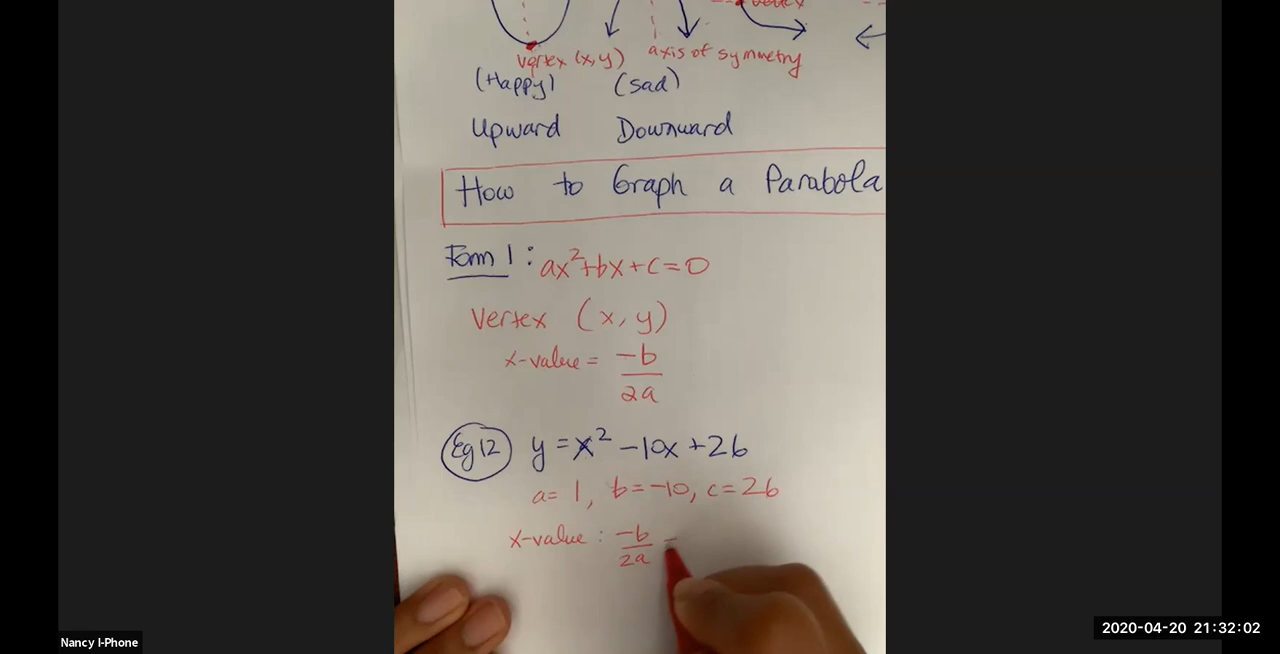 vertex
vertex (x,y) axis of symmetry
(Happy) (sad)
Upward Downward
How to Graph a Parabola
Form 1 : ax²+bx+c=0
Vertex (x, y)
x-value = -b/2a
Eg 12 y = x² -10x +26
a= 1, b=-10, c=26
x-value : -b/2a =
Nancy I-Phone
2020-04-20 21:32:02